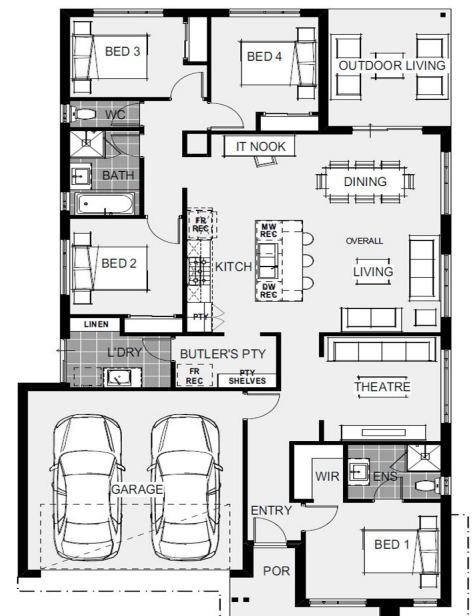 BED 3
BED 4
OUTDOOR LIVING
WC
IT NOOK
BATH
DINING
FR
REC
MW
REC
OVERALL
BED 2
KITCH
LIVING
DW
REC
PTY
LINEN
L'DRY
BUTLER'S PTY
FR
REC
PTY
SHELVES
THEATRE
WIR
ENS
GARAGE
ENTRY
BED 1
POR